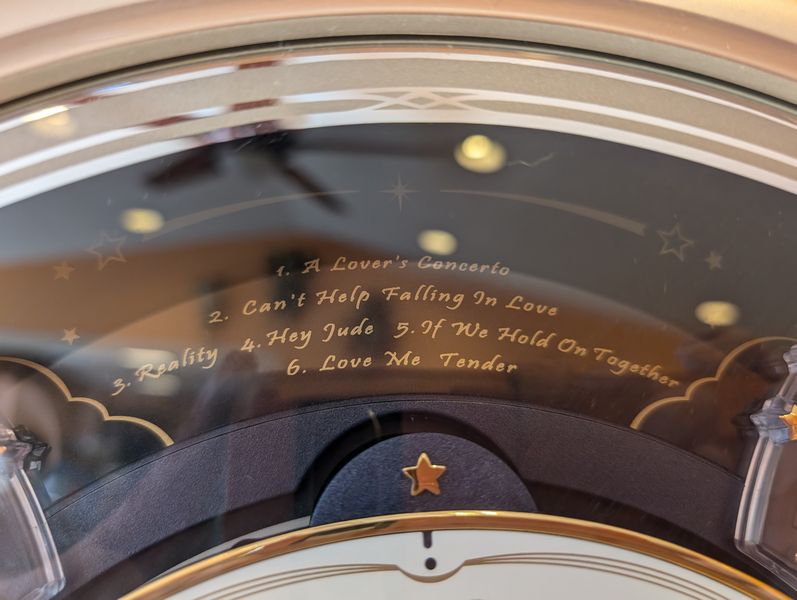 1. A Lover's Concerto
2. Can't Help Falling In Love
3. Reality 4. Hey Jude 5. If We Hold On Together
6. Love Me Tender